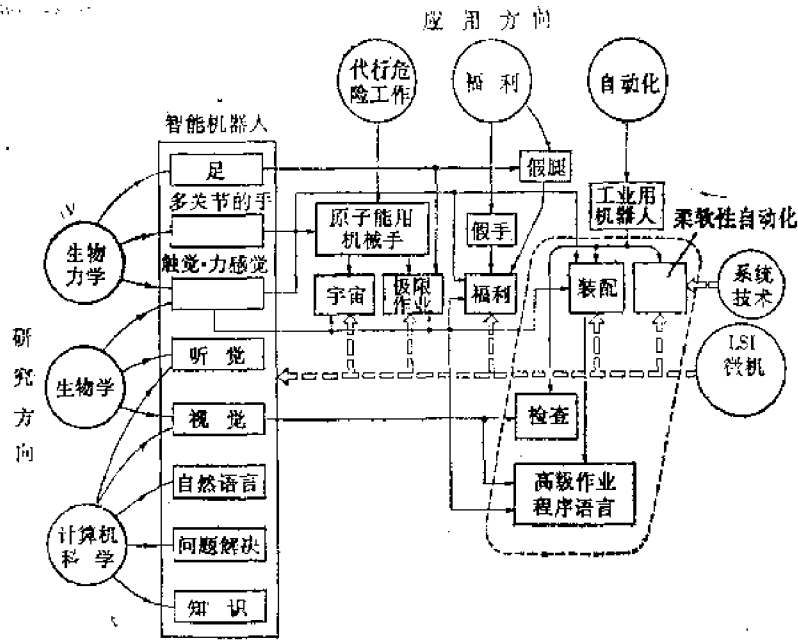 应用方向
代行危
险工作
福利
自动化
智能机器人
足
假腿
多关节的手
原子能用
机械手
假手
工业用
机器人
柔软性自动化
生物
力学
触觉·力感觉
宇宙
极限
作业
福利
装配
系统
技术
研究方向
生物学
听觉
LSI
微机
视觉
检查
自然语言
高级作业
程序语言
计算机
科学
问题解决
知识